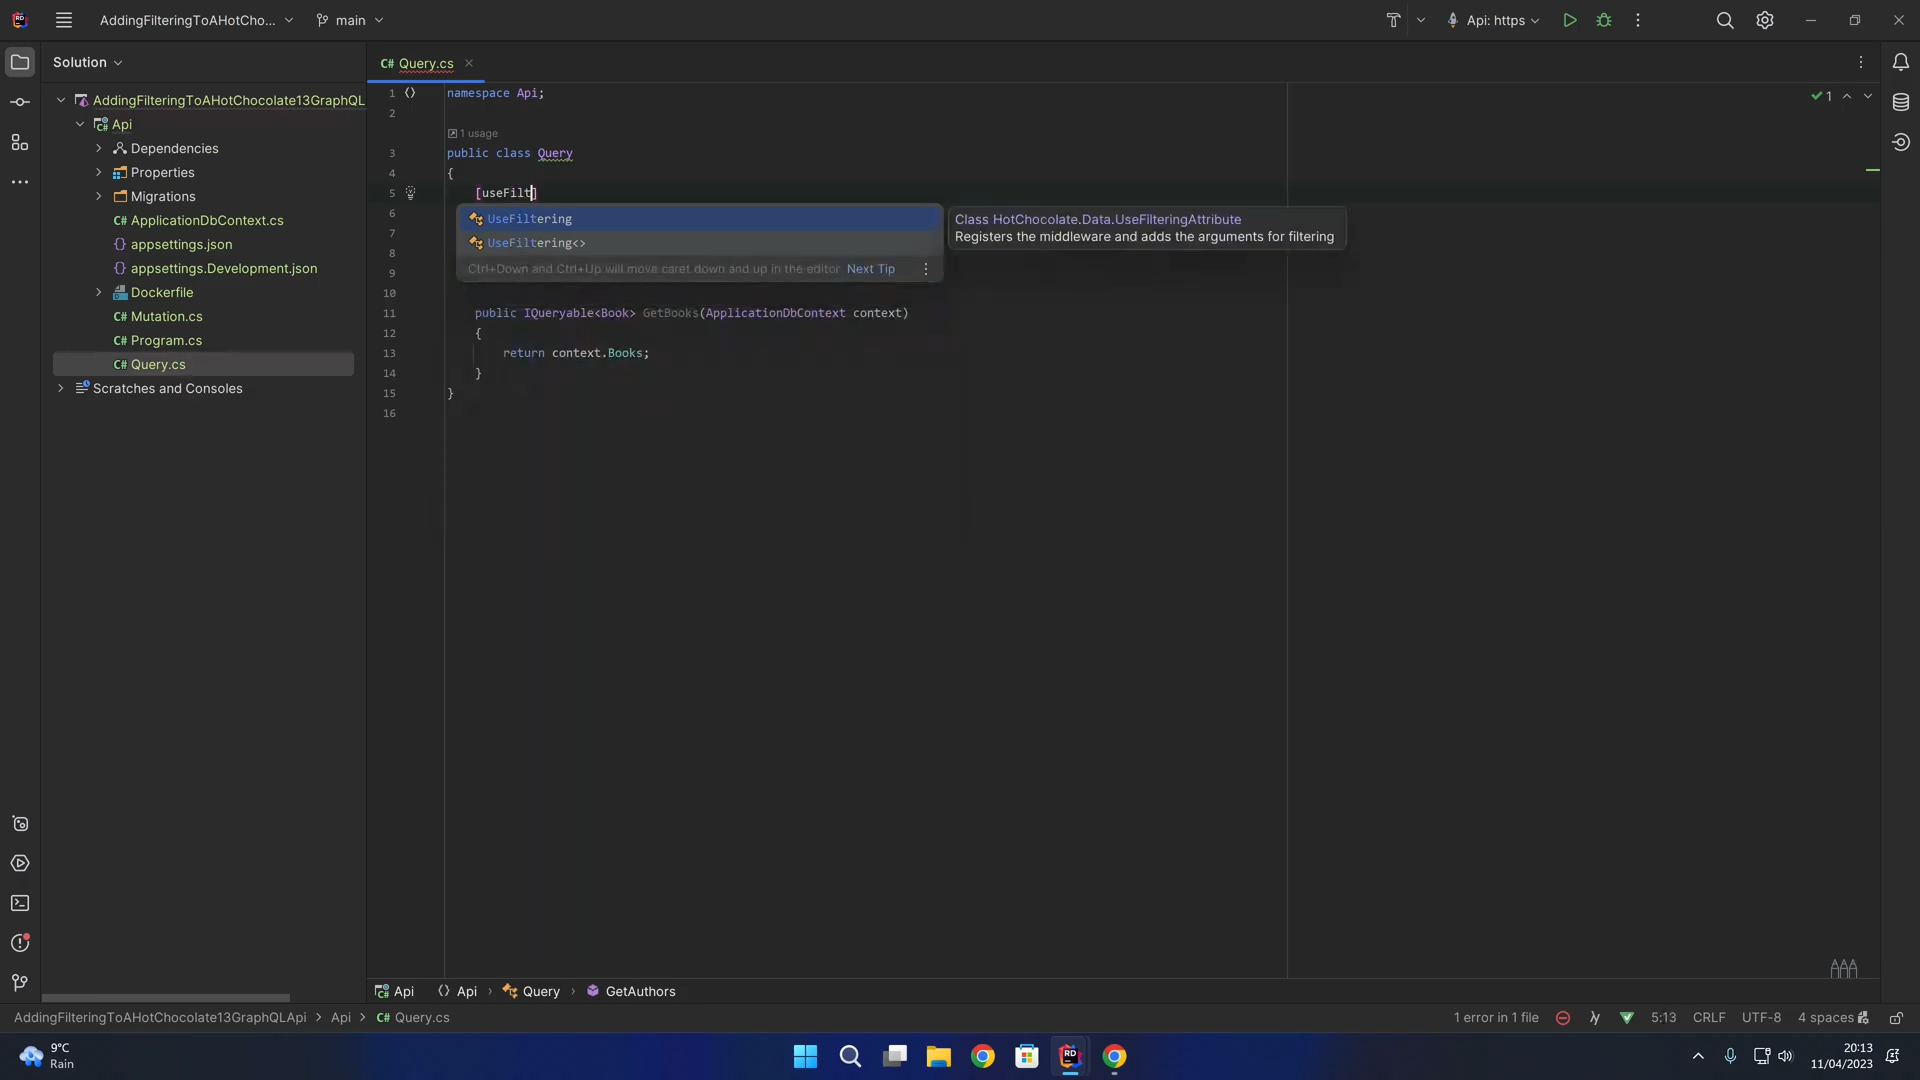 AddingFilteringToAHotCho...
main
Api: https
Solution
C# Query.cs
AddingFilteringToAHotChocolate13GraphQL
Api
Dependencies
Properties
Migrations
C# ApplicationDbContext.cs
{} appsettings.json
{} appsettings.Development.json
Dockerfile
C# Mutation.cs
C# Program.cs
C# Query.cs
Scratches and Consoles
1 namespace Api;
1
2
1 usage
3 public class Query
4 {
5 [useFilt]
6 UseFiltering
Class HotChocolate.Data.UseFilteringAttribute
Registers the middleware and adds the arguments for filtering
7
8 UseFiltering<>
9 Ctrl+Down and Ctrl+Up will move caret down and up in the editor Next Tip
10
11 public IQueryable<Book> GetBooks(ApplicationDbContext context)
12 {
13 return context.Books;
14 }
15 }
16
Api () Api > Query > GetAuthors
AddingFilteringToAHotChocolate13GraphQLApi > Api > C# Query.cs
1 error in 1 file
5:13 CRLF UTF-8 4 spaces
9°C
Rain
20:13
11/04/2023